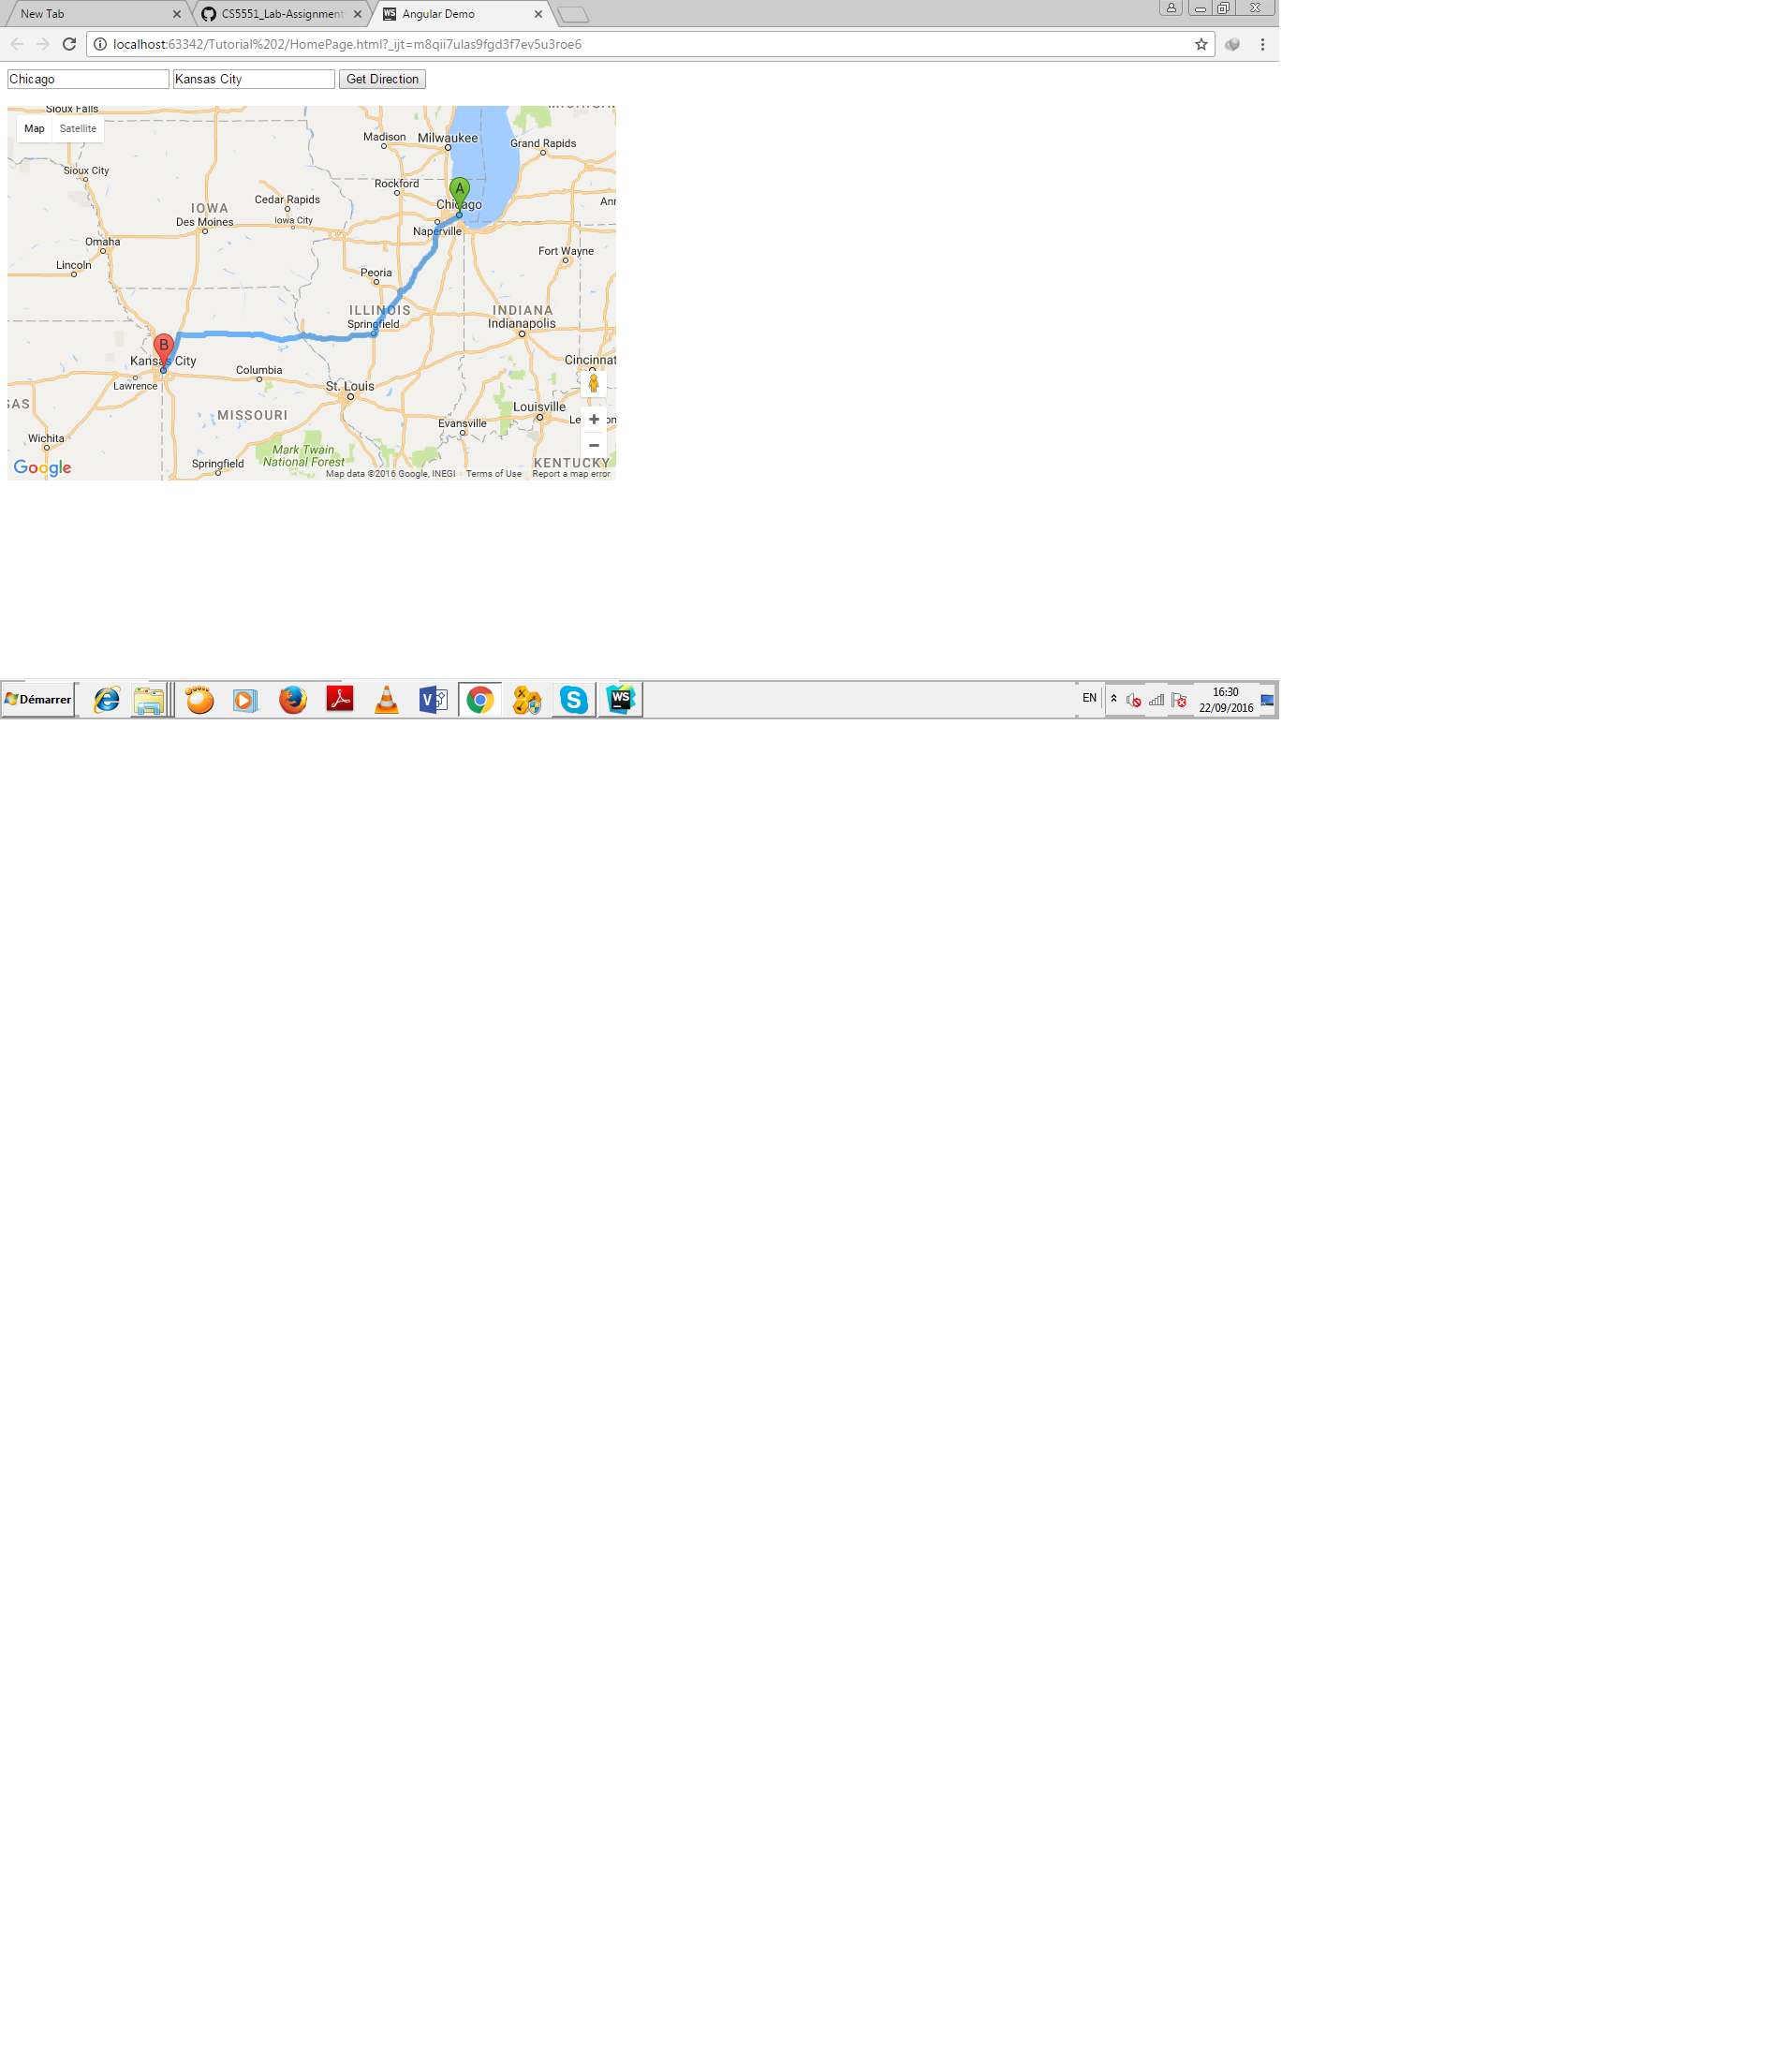 New Tab
CS5551_Lab-Assignment
WS Angular Demo
localhost:63342/Tutorial%202/HomePage.html?_ijt=m8qii7ulas9fgd3f7ev5u3roe6
Chicago
Kansas City
Get Direction
Sioux Falls
Map Satellite
Madison
Milwaukee
Grand Rapids
Sioux City
Rockford
A
Cedar Rapids
Chicago
Ann
IOWA
Des Moines
Iowa City
Naperville
Omaha
Fort Wayne
Lincoln
Peoria
ILLINOIS
INDIANA
Springfield
Indianapolis
B
Kansas City
Cincinnat
Columbia
Lawrence
St. Louis
SAS
MISSOURI
Louisville
Evansville
Wichita
Mark Twain
National Forest
Springfield
KENTUCKY
Google
Map data ©2016 Google, INEGI
Terms of Use
Report a map error
Démarrer
V
S
WS
EN
16:30
22/09/2016